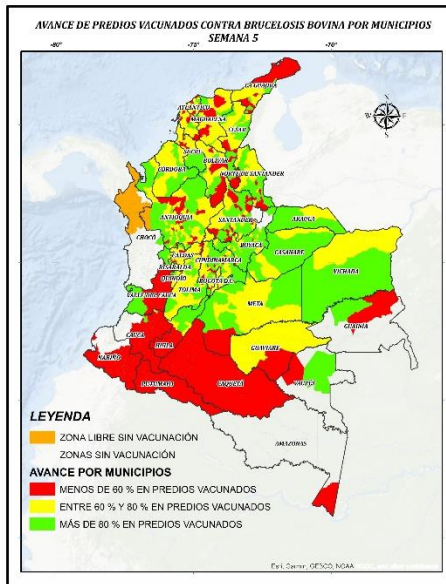 AVANCE DE PREDIOS VACUNADOS CONTRA BRUCELOSIS BOVINA POR MUNICIPIOS
SEMANA 5
-80°
-75°
-70°
LA GUAJIRA
ATLÁNTICO
MAGDALENA
CESAR
SUCRE
BOLÍVAR
CÓRDOBA
NORTE DE SANTANDER
ANTIOQUIA
SANTANDER
ARAUCA
CHOCÓ
BOYACÁ
CASANARE
CALDAS
CUNDINAMARCA
RISARALDA
VICHADA
QUINDIO
BOGOTÁ D.C.
TOLIMA
VALLE DEL CAUCA
META
GUAINÍA
CAUCA
HUILA
GUAVIARE
NARIÑO
VAUPÉS
PUTUMAYO
CAQUETÁ
AMAZONAS
LEYENDA
ZONA LIBRE SIN VACUNACIÓN
ZONAS SIN VACUNACIÓN
AVANCE POR MUNICIPIOS
MENOS DE 60 % EN PREDIOS VACUNADOS
ENTRE 60 % Y 80 % EN PREDIOS VACUNADOS
MÁS DE 80 % EN PREDIOS VACUNADOS
Esri, Garmin, GEBCO, NOAA